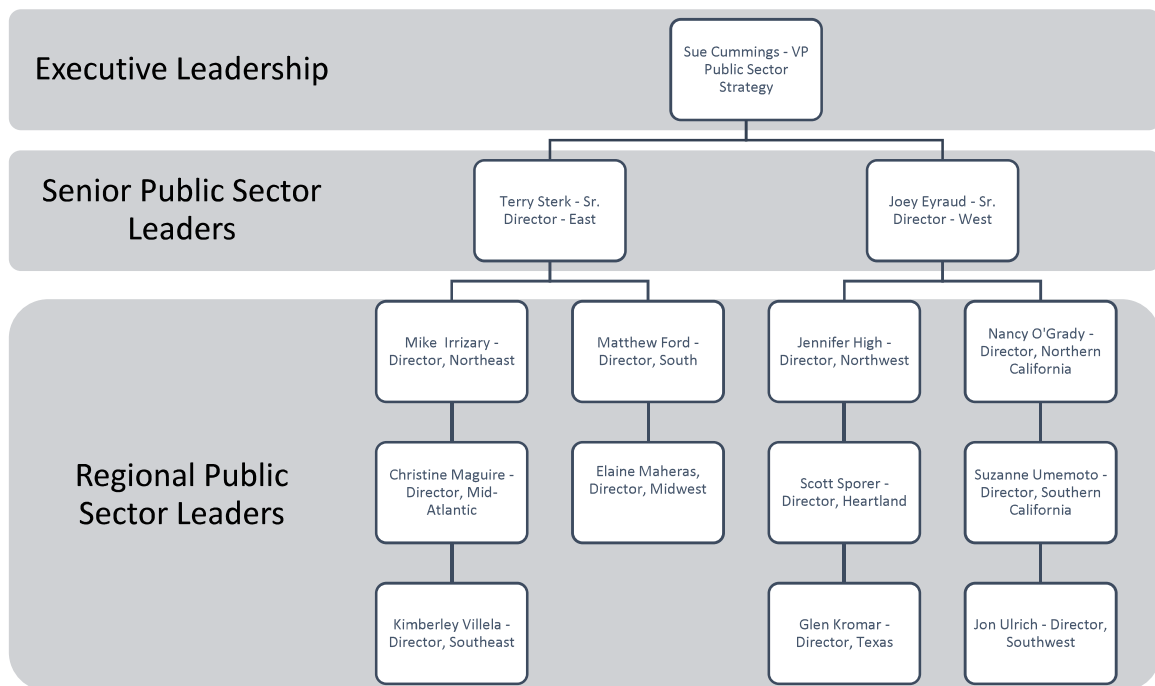 Executive Leadership
Sue Cummings - VP
Public Sector
Strategy
Senior Public Sector
Leaders
Terry Sterk - Sr.
Director - East
Joey Eyraud - Sr.
Director - West
Regional Public
Sector Leaders
Mike  Irrizary -
Director, Northeast
Matthew Ford -
Director, South
Jennifer High -
Director, Northwest
Nancy O'Grady -
Director, Northern
California
Christine Maguire -
Director, Mid-
Atlantic
Elaine Maheras,
Director, Midwest
Scott Sporer -
Director, Heartland
Suzanne Umemoto -
Director, Southern
California
Kimberley Villela -
Director, Southeast
Glen Kromar -
Director, Texas
Jon Ulrich - Director,
Southwest